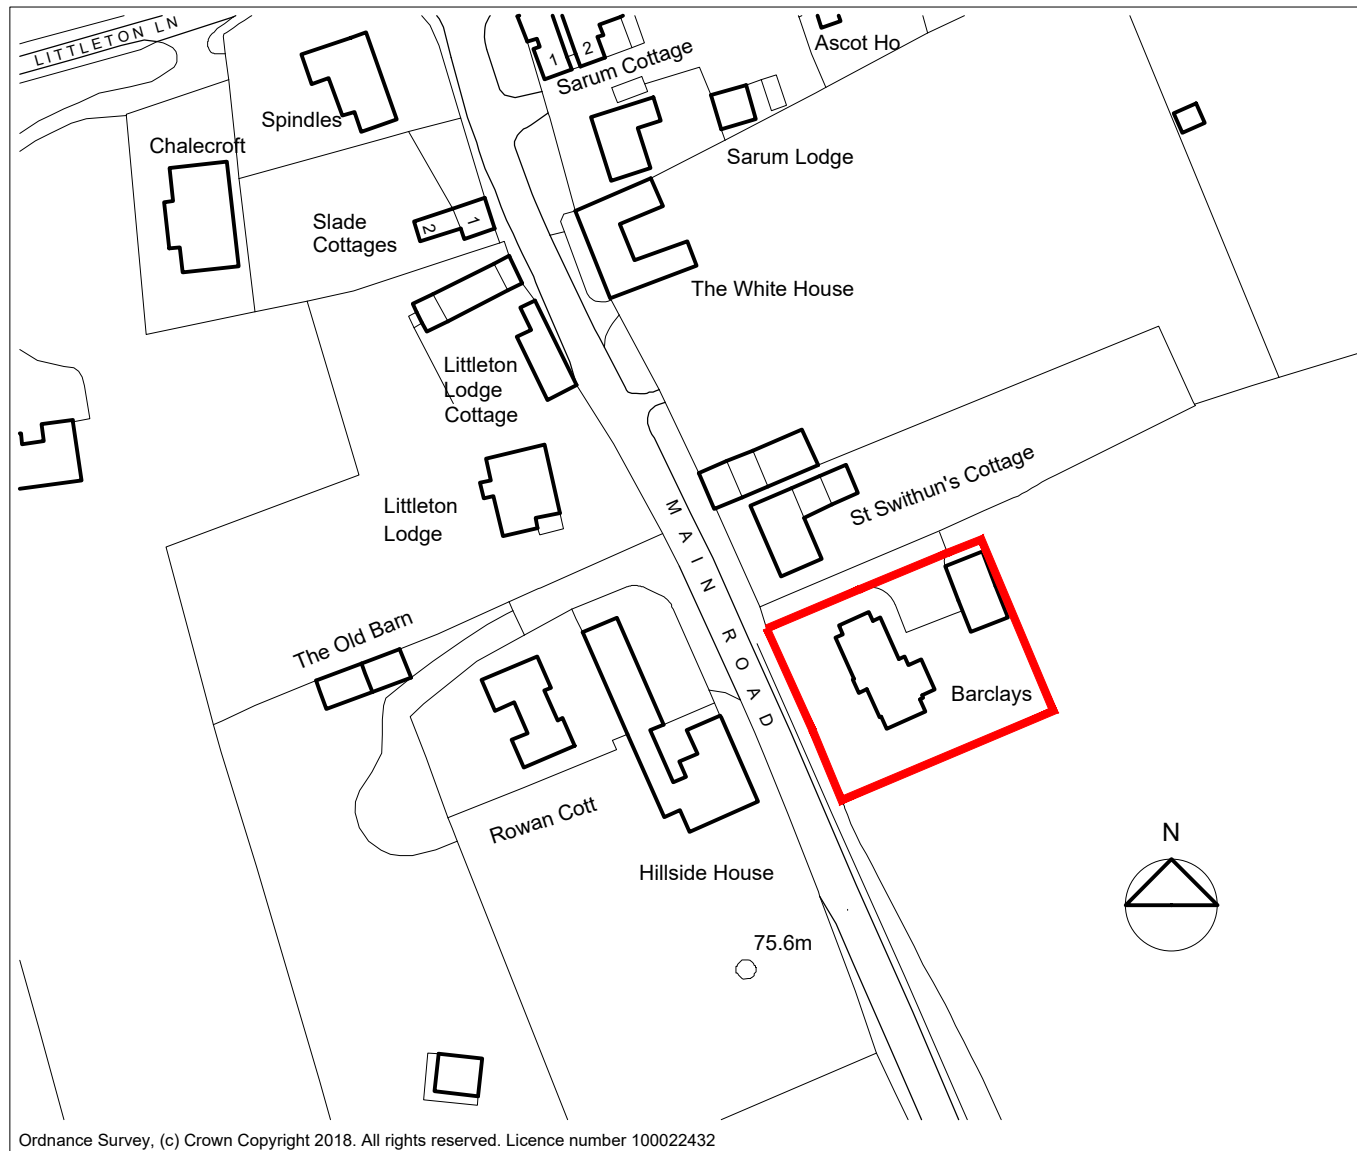 LITTLETON LN
1
2
Sarum Cottage
Ascot Ho
Spindles
Chalecroft
Sarum Lodge
Slade
Cottages
2
1
The White House
Littleton
Lodge
Cottage
St Swithun's Cottage
Littleton
Lodge
MAIN ROAD
The Old Barn
Barclays
Rowan Cott
Hillside House
N
75.6m
Ordnance Survey, (c) Crown Copyright 2018. All rights reserved. Licence number 100022432